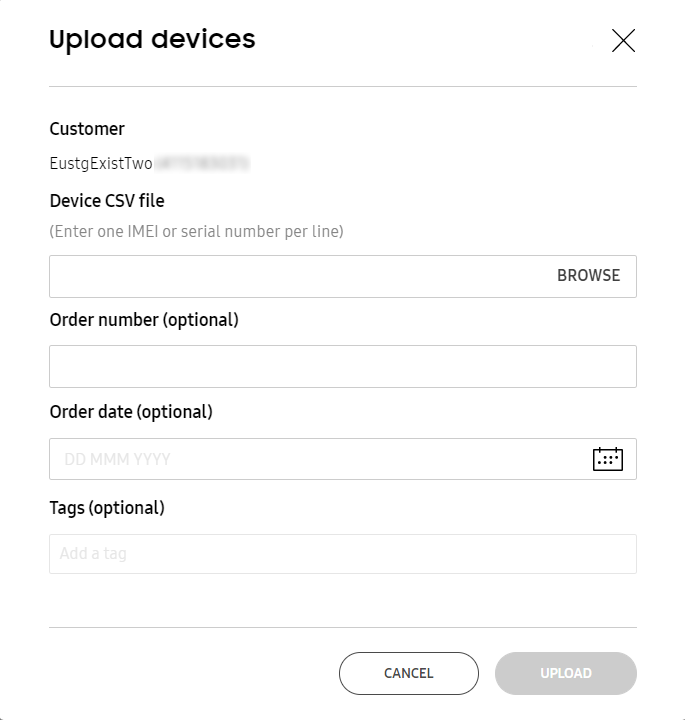 Upload devices
Customer
EustgExistTwo
Device CSV file
(Enter one IMEI or serial number per line)
BROWSE
Order number (optional)
Order date (optional)
DD MMM YYYY
Tags (optional)
Add a tag
CANCEL
UPLOAD